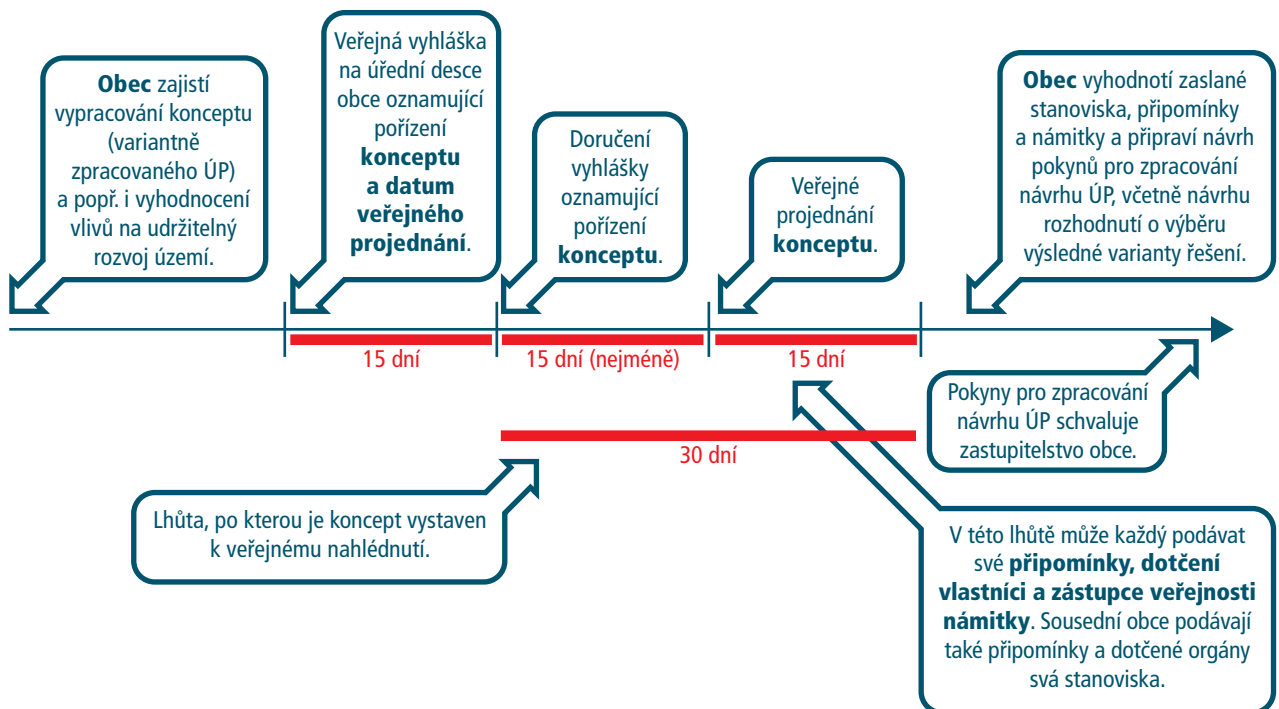 Obec zajistí
vypracování konceptu
(variantně
zpracovaného ÚP)
a popř. i vyhodnocení
vlivů na udržitelný
rozvoj území.
Veřejná vyhláška
na úřední desce
obce oznamující
pořízení
konceptu
a datum
veřejného
projednání.
Doručení
vyhlášky
oznamující
pořízení
konceptu.
Veřejné
projednání
konceptu.
Obec vyhodnotí zaslané
stanoviska, připomínky
a námitky a připraví návrh
pokynů pro zpracování
návrhu ÚP, včetně návrhu
rozhodnutí o výběru
výsledné varianty řešení.
15 dní
15 dní (nejméně)
15 dní
30 dní
Pokyny pro zpracování
návrhu ÚP schvaluje
zastupitelstvo obce.
Lhůta, po kterou je koncept vystaven
k veřejnému nahlédnutí.
V této lhůtě může každý podávat
své připomínky, dotčení
vlastníci a zástupce veřejnosti
námitky. Sousední obce podávají
také připomínky a dotčené orgány
svá stanoviska.